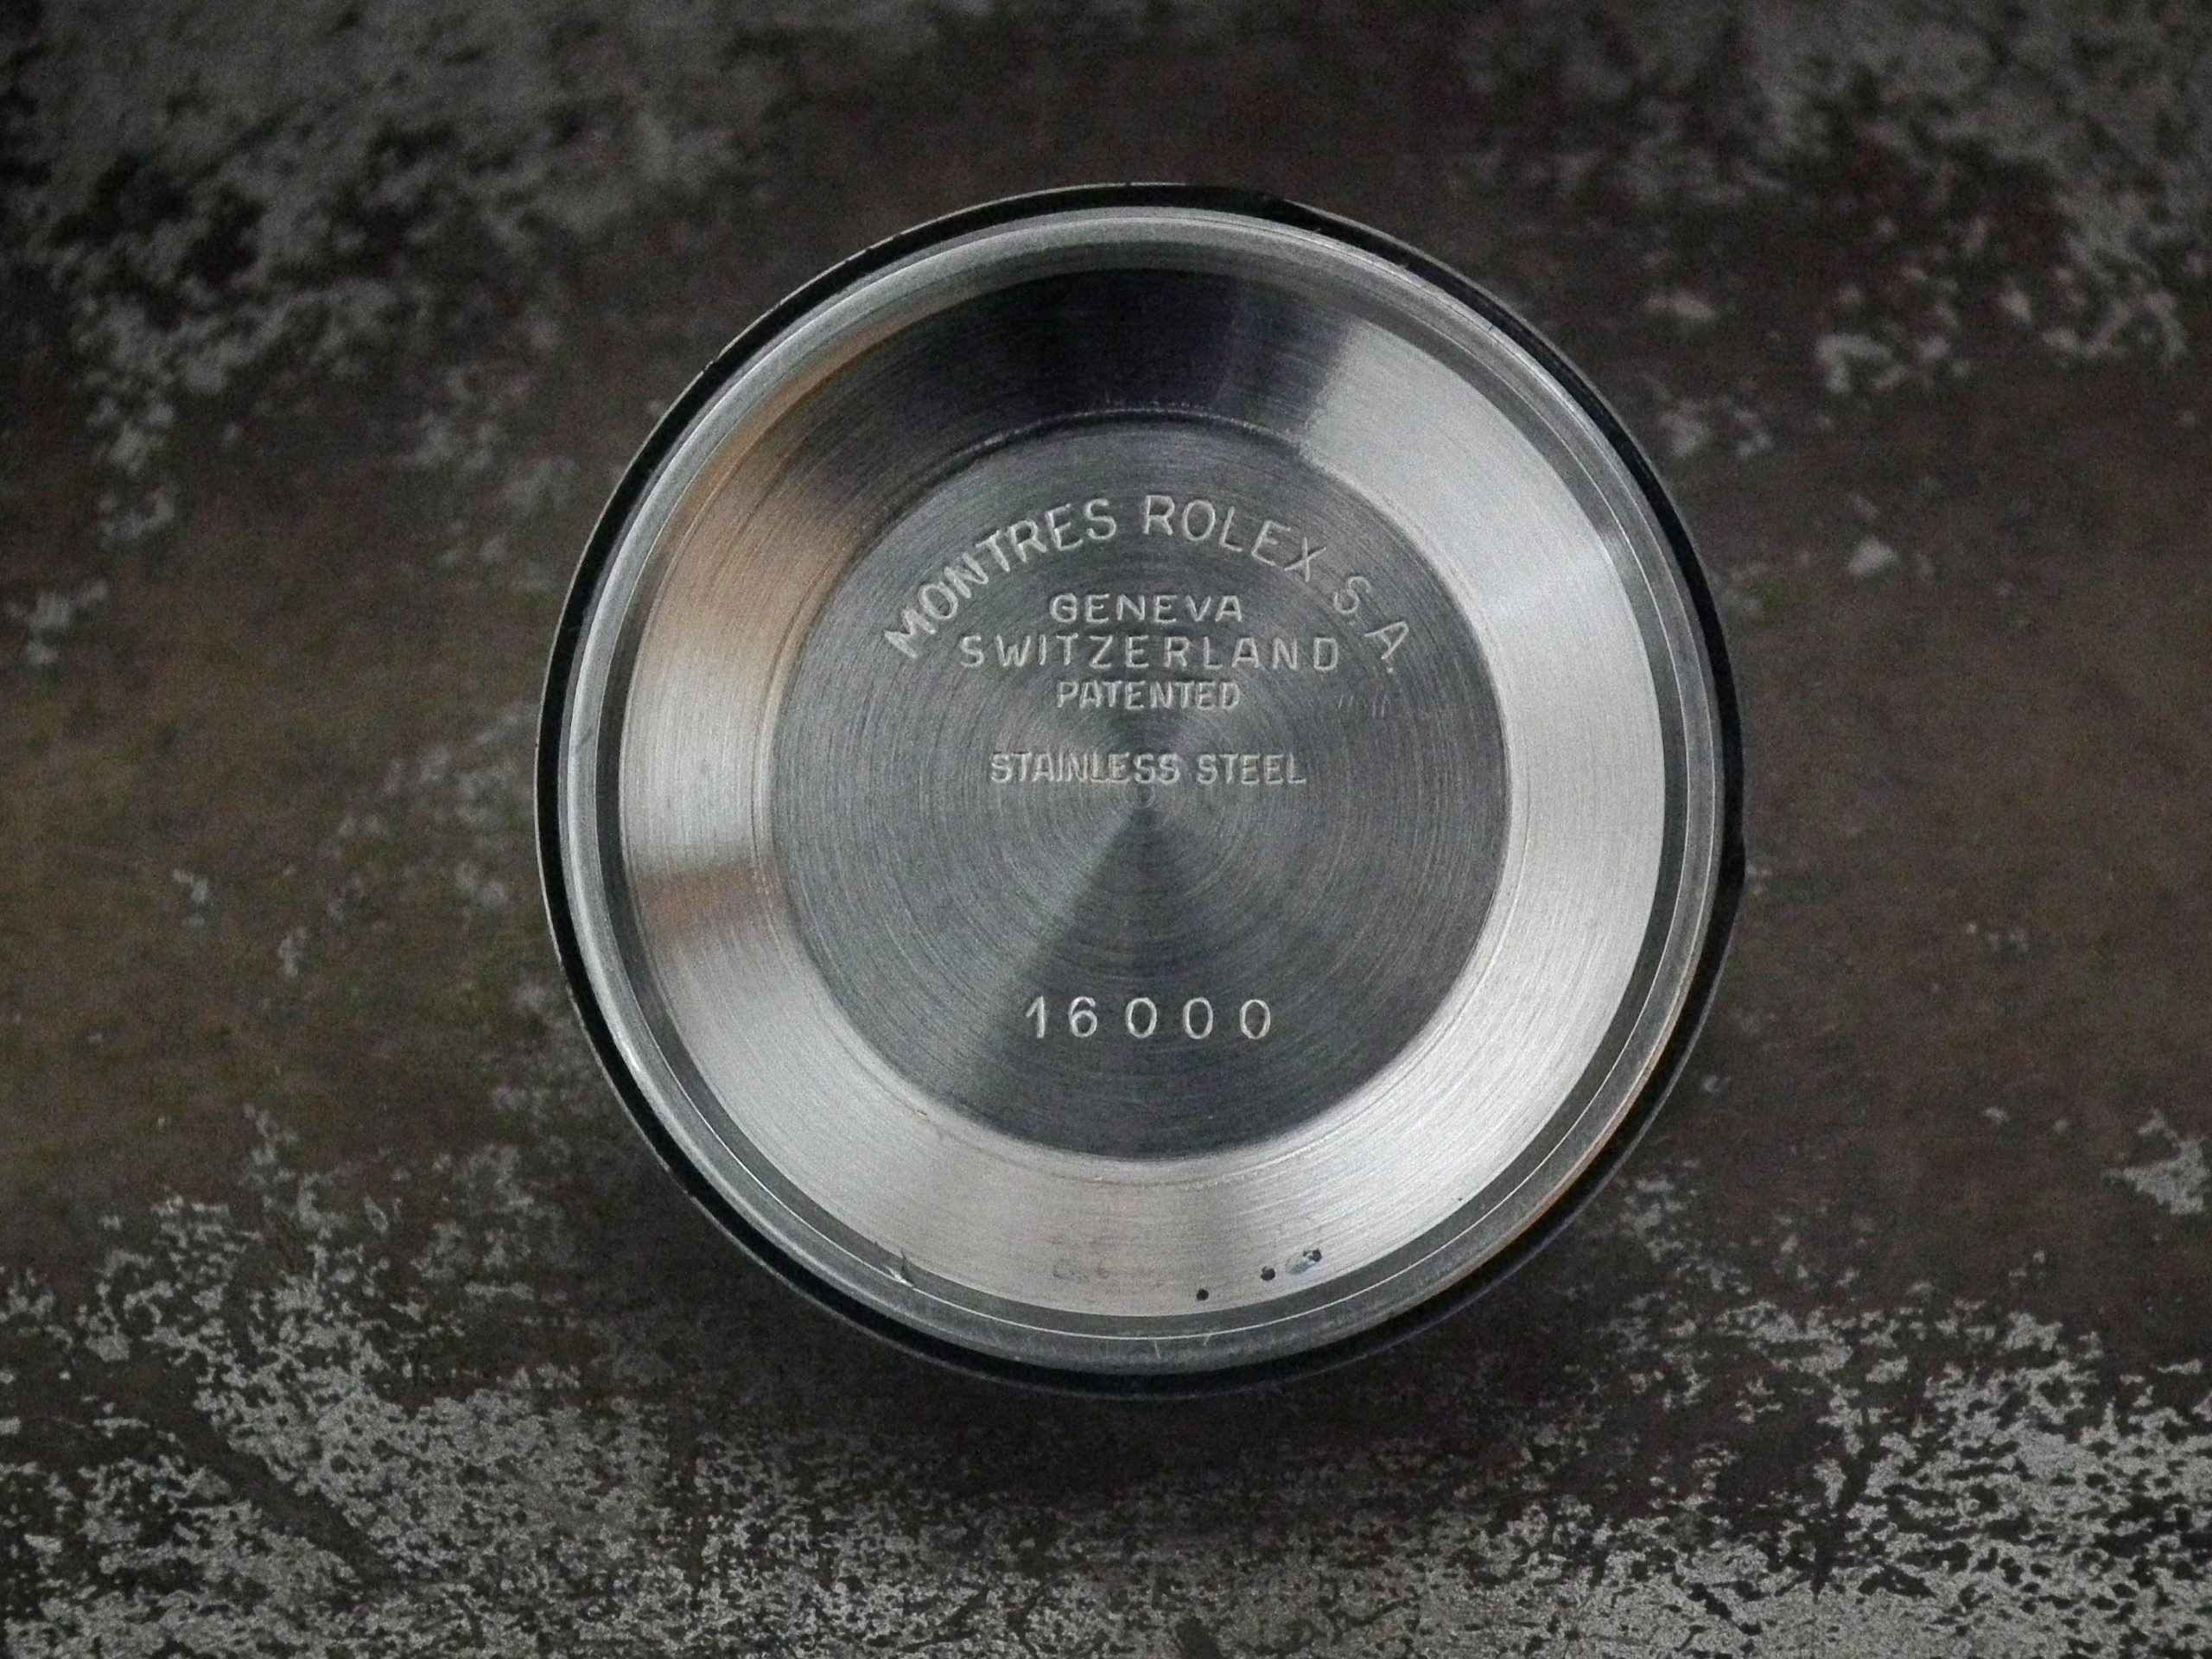 MONTRES ROLEX S.A.
GENEVA
SWITZERLAND
PATENTED
STAINLESS STEEL
16000